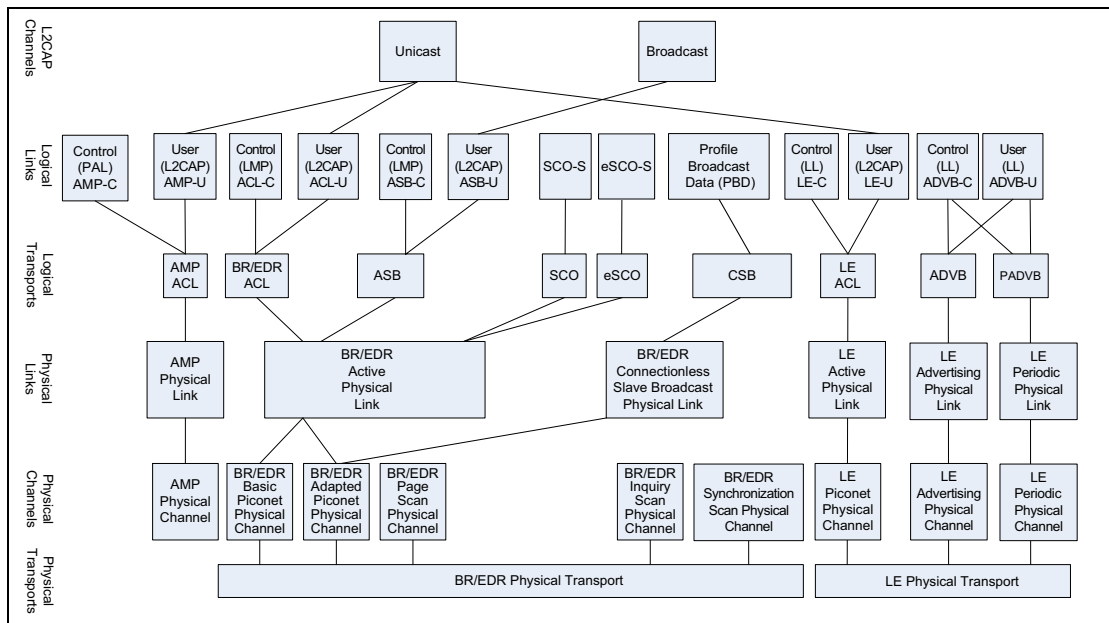 L2CAP
Channels
Unicast
Broadcast
Logical
Links
Control
(PAL)
AMP-C
User
(L2CAP)
AMP-U
Control
(LMP)
ACL-C
User
(L2CAP)
ACL-U
Control
(LMP)
ASB-C
User
(L2CAP)
ASB-U
SCO-S
eSCO-S
Profile
Broadcast
Data (PBD)
Control
(LL)
LE-C
User
(L2CAP)
LE-U
Control
(LL)
ADVB-C
User
(LL)
ADVB-U
Logical
Transports
AMP
ACL
BR/EDR
ACL
ASB
SCO
eSCO
CSB
LE
ACL
ADVB
PADVB
Physical
Links
AMP
Physical
Link
BR/EDR
Active
Physical
Link
BR/EDR
Connectionless
Slave Broadcast
Physical Link
LE
Active
Physical
Link
LE
Advertising
Physical
Link
LE
Periodic
Physical
Link
Physical
Channels
AMP
Physical
Channel
BR/EDR
Basic
Piconet
Physical
Channel
BR/EDR
Adapted
Piconet
Physical
Channel
BR/EDR
Page
Scan
Physical
Channel
BR/EDR
Inquiry
Scan
Physical
Channel
BR/EDR
Synchronization
Scan Physical
Channel
LE
Piconet
Physical
Channel
LE
Advertising
Physical
Channel
LE
Periodic
Physical
Channel
Physical
Transports
BR/EDR Physical Transport
LE Physical Transport